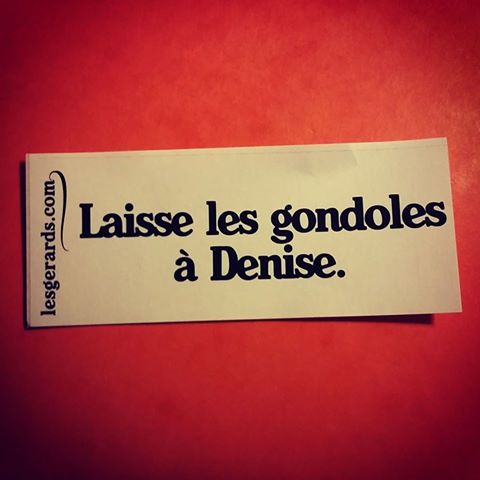 lesgerards.com
Laisse les gondoles
à Denise.